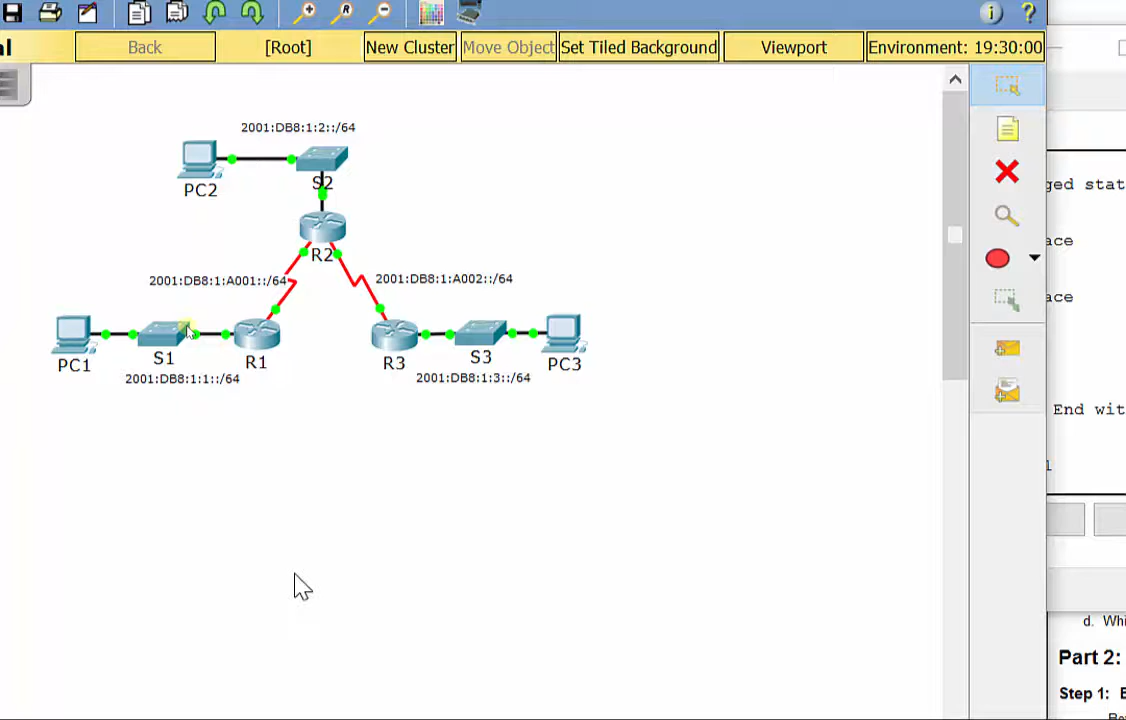 al
Back
[Root]
New Cluster
Move Object
Set Tiled Background
Viewport
Environment: 19:30:00
R
i
?
2001:DB8:1:2::/64
PC2
S2
R2
2001:DB8:1:A001::/64
2001:DB8:1:A002::/64
PC1
S1
R1
R3
S3
PC3
2001:DB8:1:1::/64
2001:DB8:1:3::/64
ged stat
ace
ace
End wit
l
d. Whi
Part 2:
Step 1: E